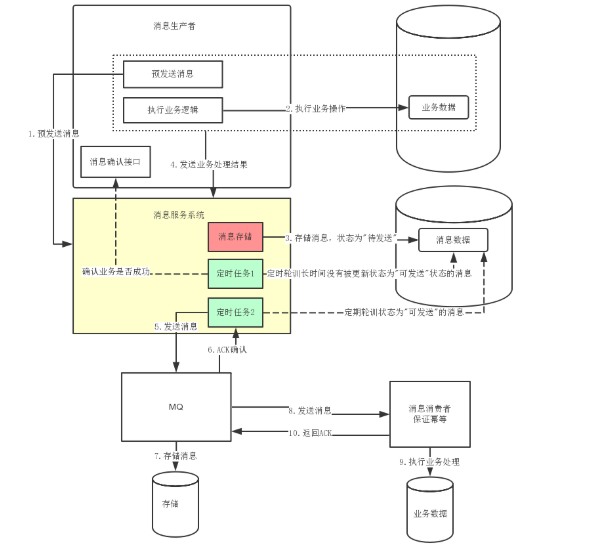 消息生产者
预发送消息
执行业务逻辑
2.执行业务操作
业务数据
1.预发送消息
消息确认接口
4.发送业务处理结果
消息服务系统
消息存储
3.存储消息，状态为"待发送"
消息数据
确认业务是否成功
定时任务1
定时轮训长时间没有被更新状态为"可发送"状态的消息
定时任务2
定期轮训状态为"可发送"的消息
5.发送消息
6.ACK确认
MQ
8.发送消息
消息消费者
保证幂等
10.返回ACK
7.存储消息
9.执行业务处理
存储
业务数据